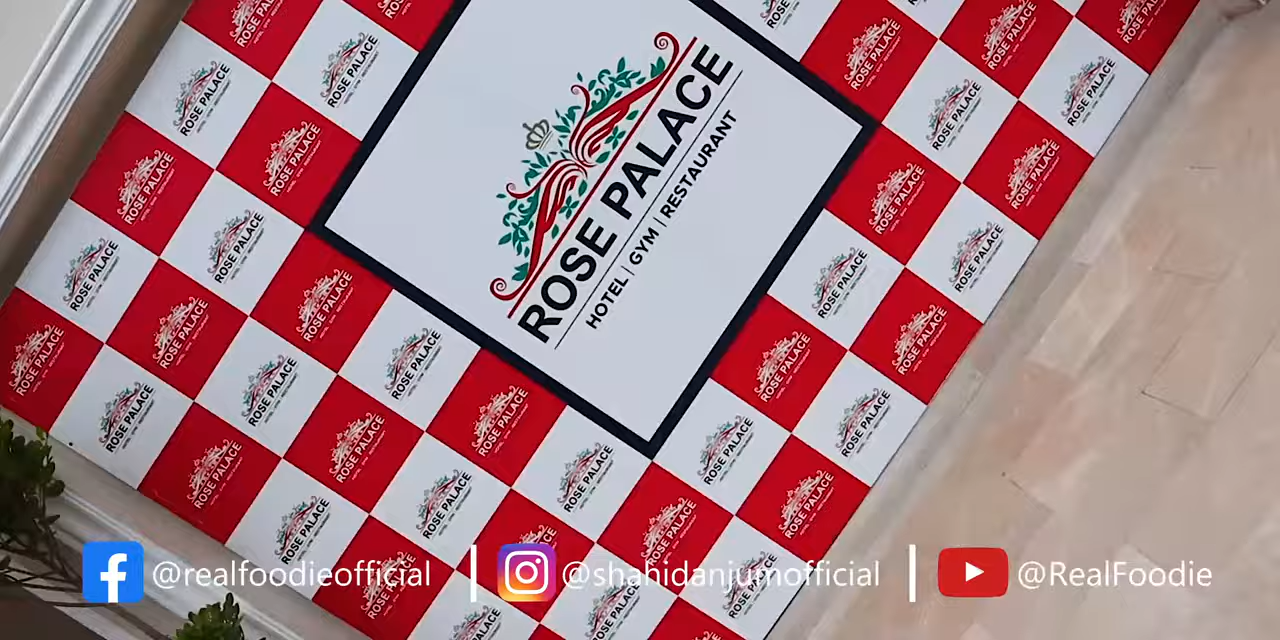 ROSE PALACE
HOTEL | GYM | RESTAURANT
@realfoodieofficial
@shahidanjumofficial
@RealFoodie